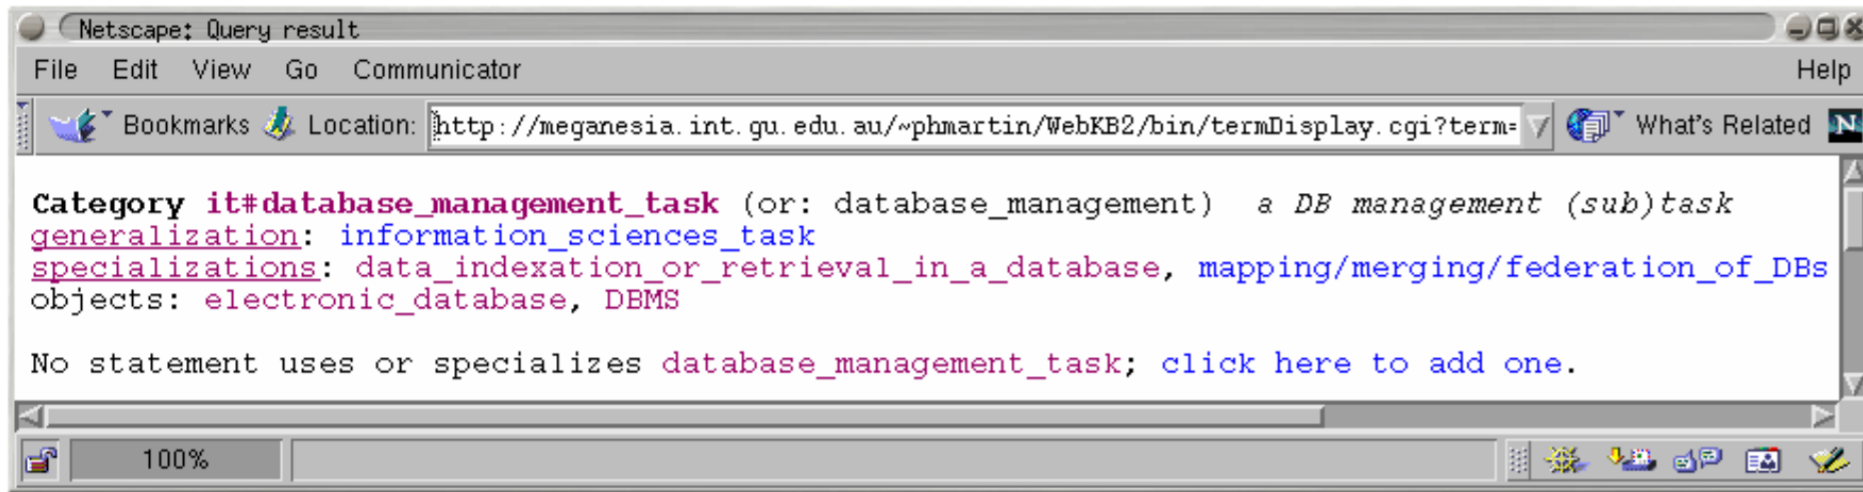 Netscape: Query result
File Edit View Go Communicator Help
Bookmarks Location: http://meganesia.int.gu.edu.au/~phmartin/WebKB2/bin/termDisplay.cgi?term= What's Related N
Category it#database_management_task (or: database_management) a DB management (sub)task
generalization: information_sciences_task
specializations: data_indexation_or_retrieval_in_a_database, mapping/merging/federation_of_DBs
objects: electronic_database, DBMS
No statement uses or specializes database_management_task; click here to add one.
100%